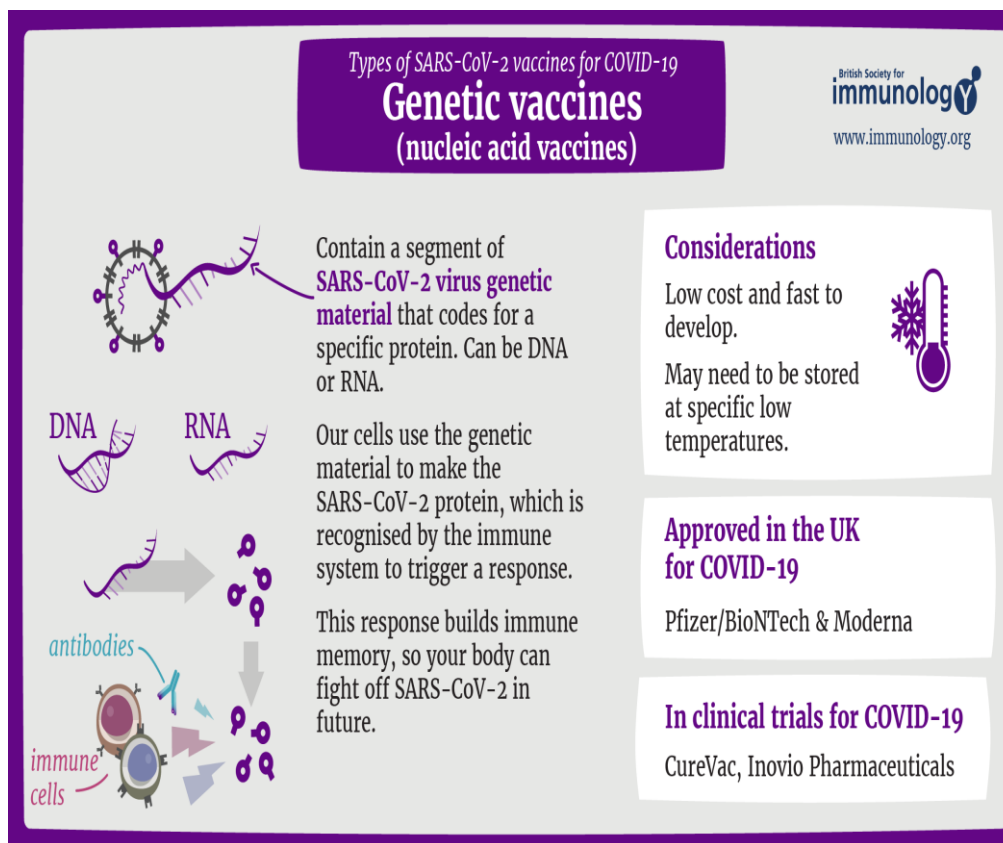 Types of SARS-CoV-2 vaccines for COVID-19
Genetic vaccines
(nucleic acid vaccines)
British Society for
immunology
www.immunology.org
Contain a segment of
SARS-CoV-2 virus genetic
material that codes for a
specific protein. Can be DNA
or RNA.
DNA
RNA
Our cells use the genetic
material to make the
SARS-CoV-2 protein, which is
recognised by the immune
system to trigger a response.
This response builds immune
memory, so your body can
fight off SARS-CoV-2 in
future.
antibodies
immune
cells
Considerations
Low cost and fast to
develop.
May need to be stored
at specific low
temperatures.
Approved in the UK
for COVID-19
Pfizer/BioNTech & Moderna
In clinical trials for COVID-19
CureVac, Inovio Pharmaceuticals